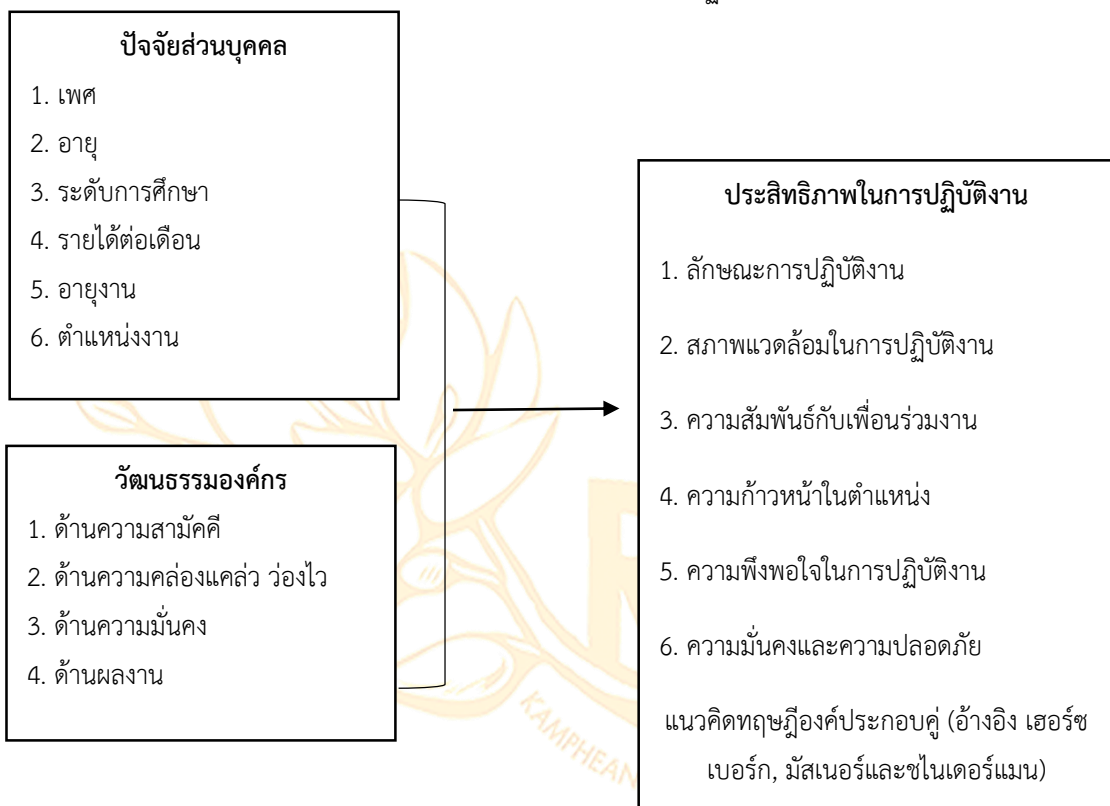 ปัจจัยส่วนบุคคล
1. เพศ
2. อายุ
3. ระดับการศึกษา
4. รายได้ต่อเดือน
5. อายุงาน
6. ตำแหน่งงาน
วัฒนธรรมองค์กร
1. ด้านความสามัคคี
2. ด้านความคล่องแคล่ว ว่องไว
3. ด้านความมั่นคง
4. ด้านผลงาน
ประสิทธิภาพในการปฏิบัติงาน
1. ลักษณะการปฏิบัติงาน
2. สภาพแวดล้อมในการปฏิบัติงาน
3. ความสัมพันธ์กับเพื่อนร่วมงาน
4. ความก้าวหน้าในตำแหน่ง
5. ความพึงพอใจในการปฏิบัติงาน
6. ความมั่นคงและความปลอดภัย
แนวคิดทฤษฎีองค์ประกอบคู่ (อ้างอิง เฮอร์ซ
เบอร์ก, มัสเนอร์และชไนเดอร์แมน)